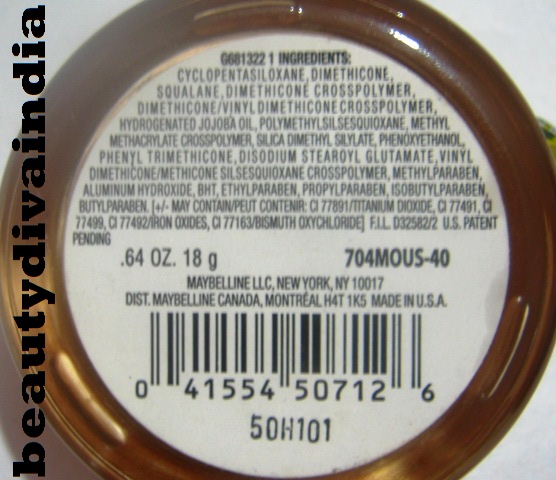 beautydivaindia
G681322 1 INGREDIENTS:
CYCLOPENTASILOXANE, DIMETHICONE,
SQUALANE, DIMETHICONE CROSSPOLYMER,
DIMETHICONE/VINYL DIMETHICONE CROSSPOLYMER,
HYDROGENATED JOJOBA OIL, POLYMETHYLSILSESQUIOXANE, METHYL
METHACRYLATE CROSSPOLYMER, SILICA DIMETHYL SILYLATE, PHENOXYETHANOL,
PHENYL TRIMETHICONE, DISODIUM STEAROYL GLUTAMATE, VINYL
DIMETHICONE/METHICONE SILSESQUIOXANE CROSSPOLYMER, METHYLPARABEN,
ALUMINUM HYDROXIDE, BHT, ETHYLPARABEN, PROPYLPARABEN, ISOBUTYLPARABEN,
BUTYLPARABEN. [+/- MAY CONTAIN/PEUT CONTENIR: CI 77891/TITANIUM DIOXIDE, CI 77491, CI
77499, CI 77492/IRON OXIDES, CI 77163/BISMUTH OXYCHLORIDE] F.I.L. D32582/2 U.S. PATENT
PENDING
.64 OZ. 18 g 704MOUS-40
MAYBELLINE LLC, NEW YORK, NY 10017
DIST. MAYBELLINE CANADA, MONTRÉAL H4T 1K5 MADE IN U.S.A.
0 41554 50712 6
50H101